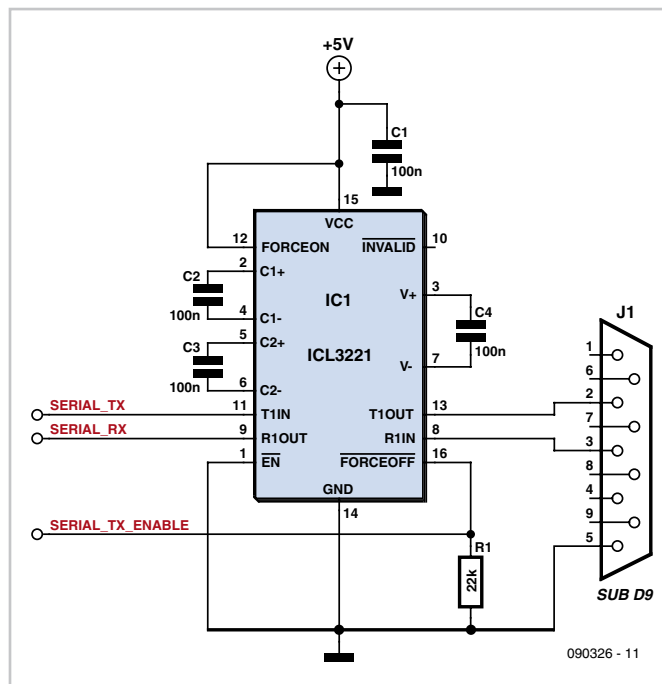 +5V
C1
100n
15
VCC
12 FORCEON INVALID 10
2 C1+
C2
100n
IC1
V+ 3
4 C1-
C4
100n
5 C2+
C3
100n
ICL3221
V- 7
6 C2-
SERIAL_TX 11 T1IN T1OUT 13
SERIAL_RX 9 R1OUT R1IN 8
1 EN FORCEOFF 16
GND
14
SERIAL_TX_ENABLE
R1
22k
J1
1
6
2
7
3
8
4
9
5
SUB D9
090326 - 11